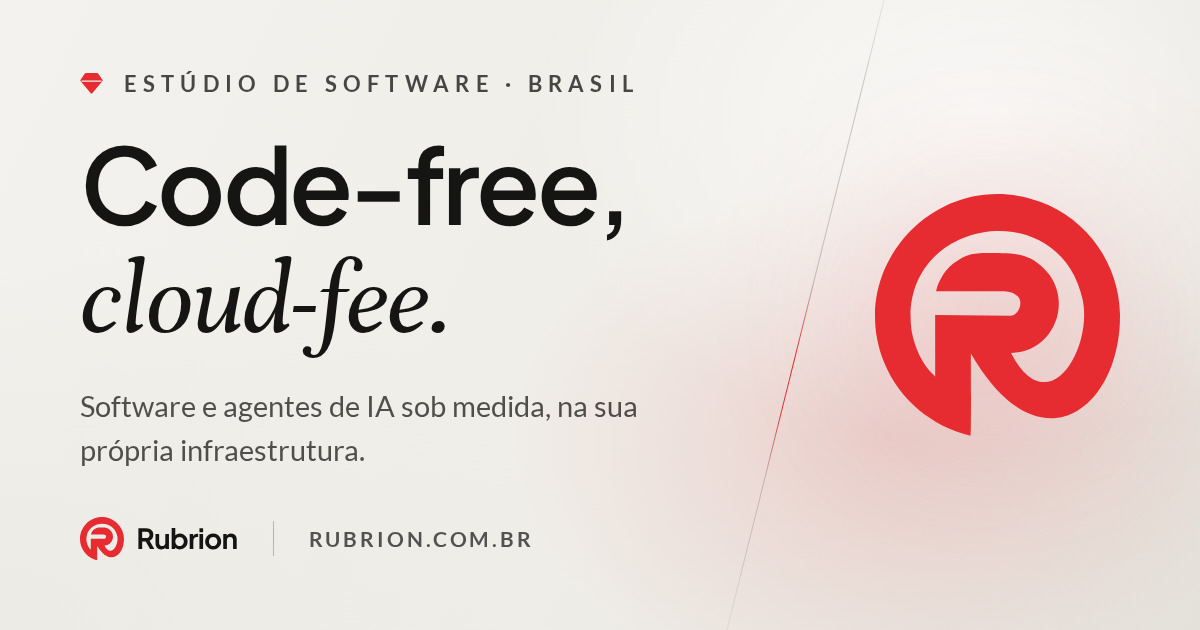 ESTÚDIO DE SOFTWARE · BRASIL
Code-free,
cloud-fee.
Software e agentes de IA sob medida, na sua
própria infraestrutura.
Rubrion
RUBRION.COM.BR